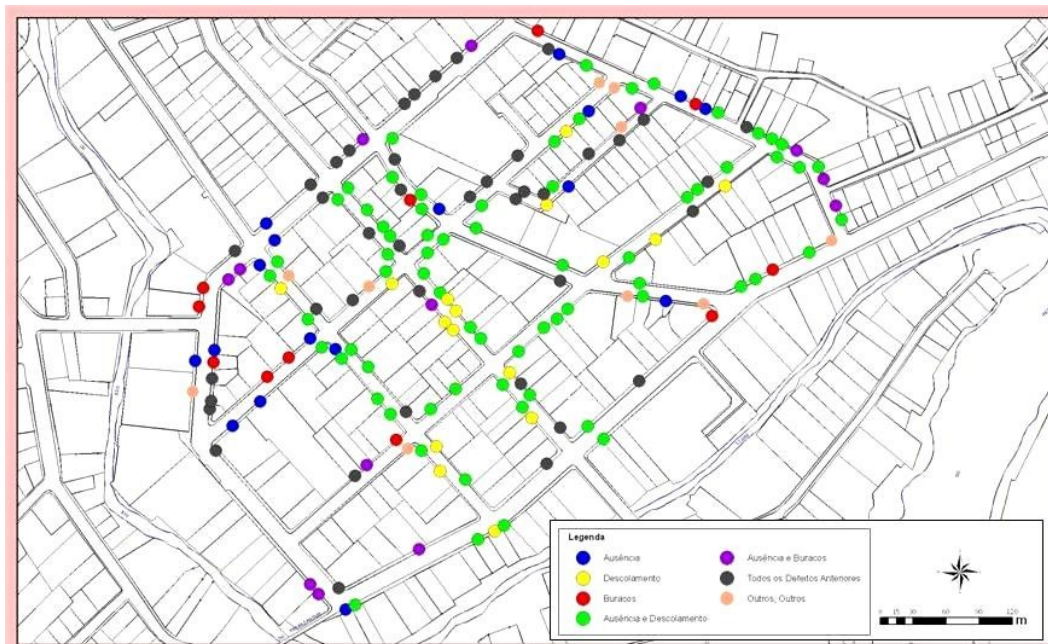 Legenda
Ausência
Descolamento
Buracos
Ausência e Descolamento
Ausência e Buracos
Todos os Defeitos Anteriores
Outros, Outros
0 15 30 60 90 120
m